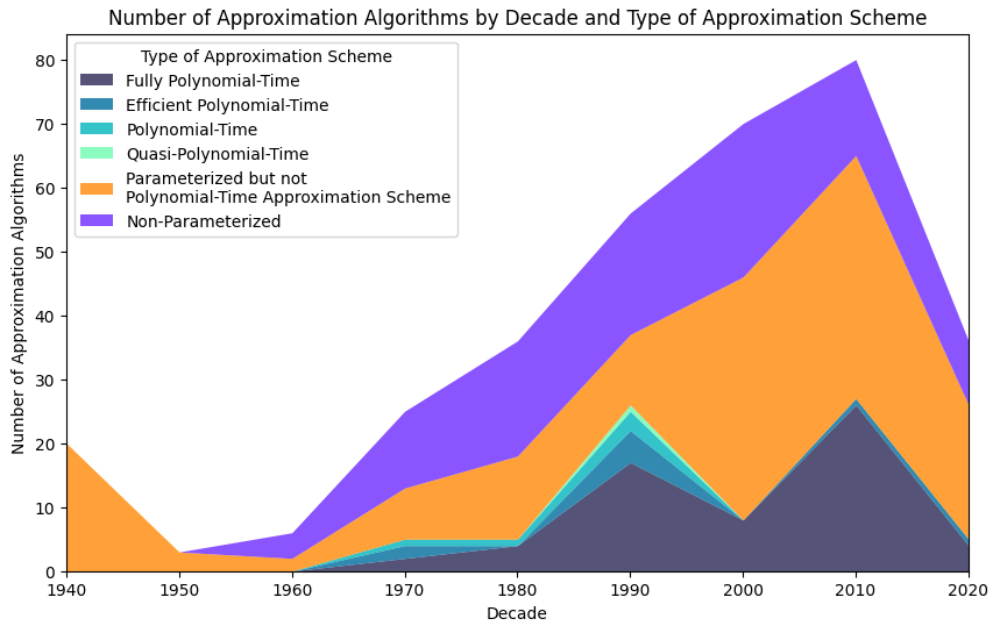 Number of Approximation Algorithms by Decade and Type of Approximation Scheme
Type of Approximation Scheme
Fully Polynomial-Time
Efficient Polynomial-Time
Polynomial-Time
Quasi-Polynomial-Time
Parameterized but not
Polynomial-Time Approximation Scheme
Non-Parameterized
Number of Approximation Algorithms
80
70
60
50
40
30
20
10
0
1940 1950 1960 1970 1980 1990 2000 2010 2020
Decade